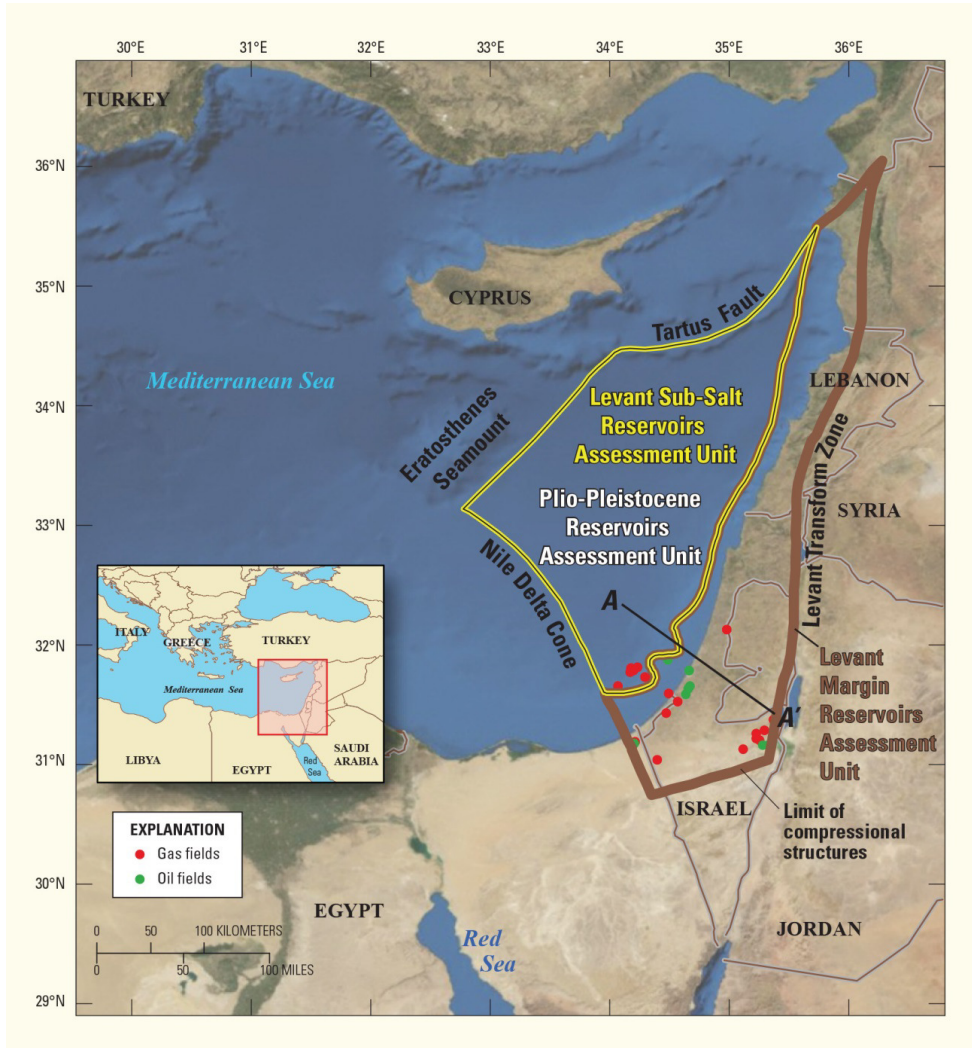 30°E 31°E 32°E 33°E 34°E 35°E 36°E
TURKEY
36°N
35°N
CYPRUS
Tartus Fault
Mediterranean Sea
LEBANON
34°N
Levant Sub-Salt
Reservoirs
Assessment Unit
Eratosthenes
Seamount
Levant Transform Zone
SYRIA
33°N
Plio-Pleistocene
Reservoirs
Assessment Unit
Nile Delta Cone
A
32°N
Levant
Margin
Reservoirs
Assessment
Unit
A′
31°N
ITALY
GREECE
TURKEY
Mediterranean Sea
LIBYA
EGYPT
Red
Sea
SAUDI
ARABIA
ISRAEL
Limit of
compressional
structures
EXPLANATION
Gas fields
Oil fields
30°N
EGYPT
JORDAN
Red
Sea
0 50 100 KILOMETERS
0 50 100 MILES
29°N